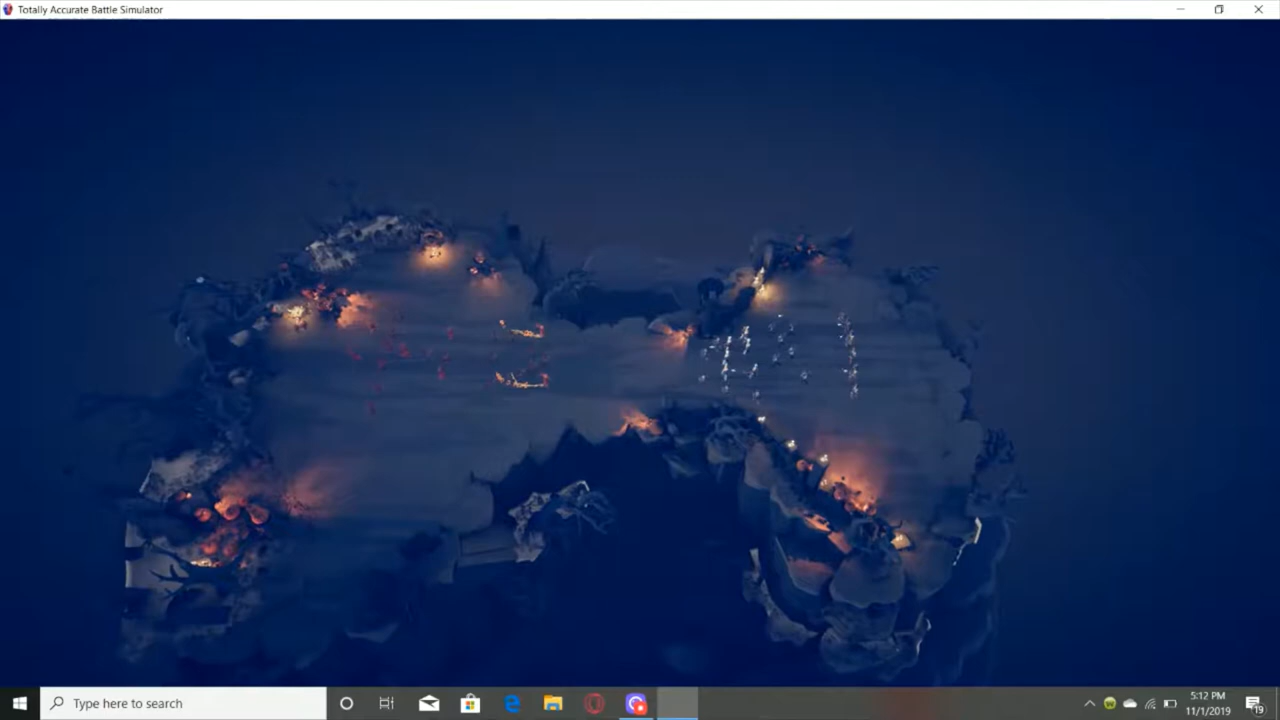 Totally Accurate Battle Simulator
Type here to search
5:12 PM
11/1/2019
19